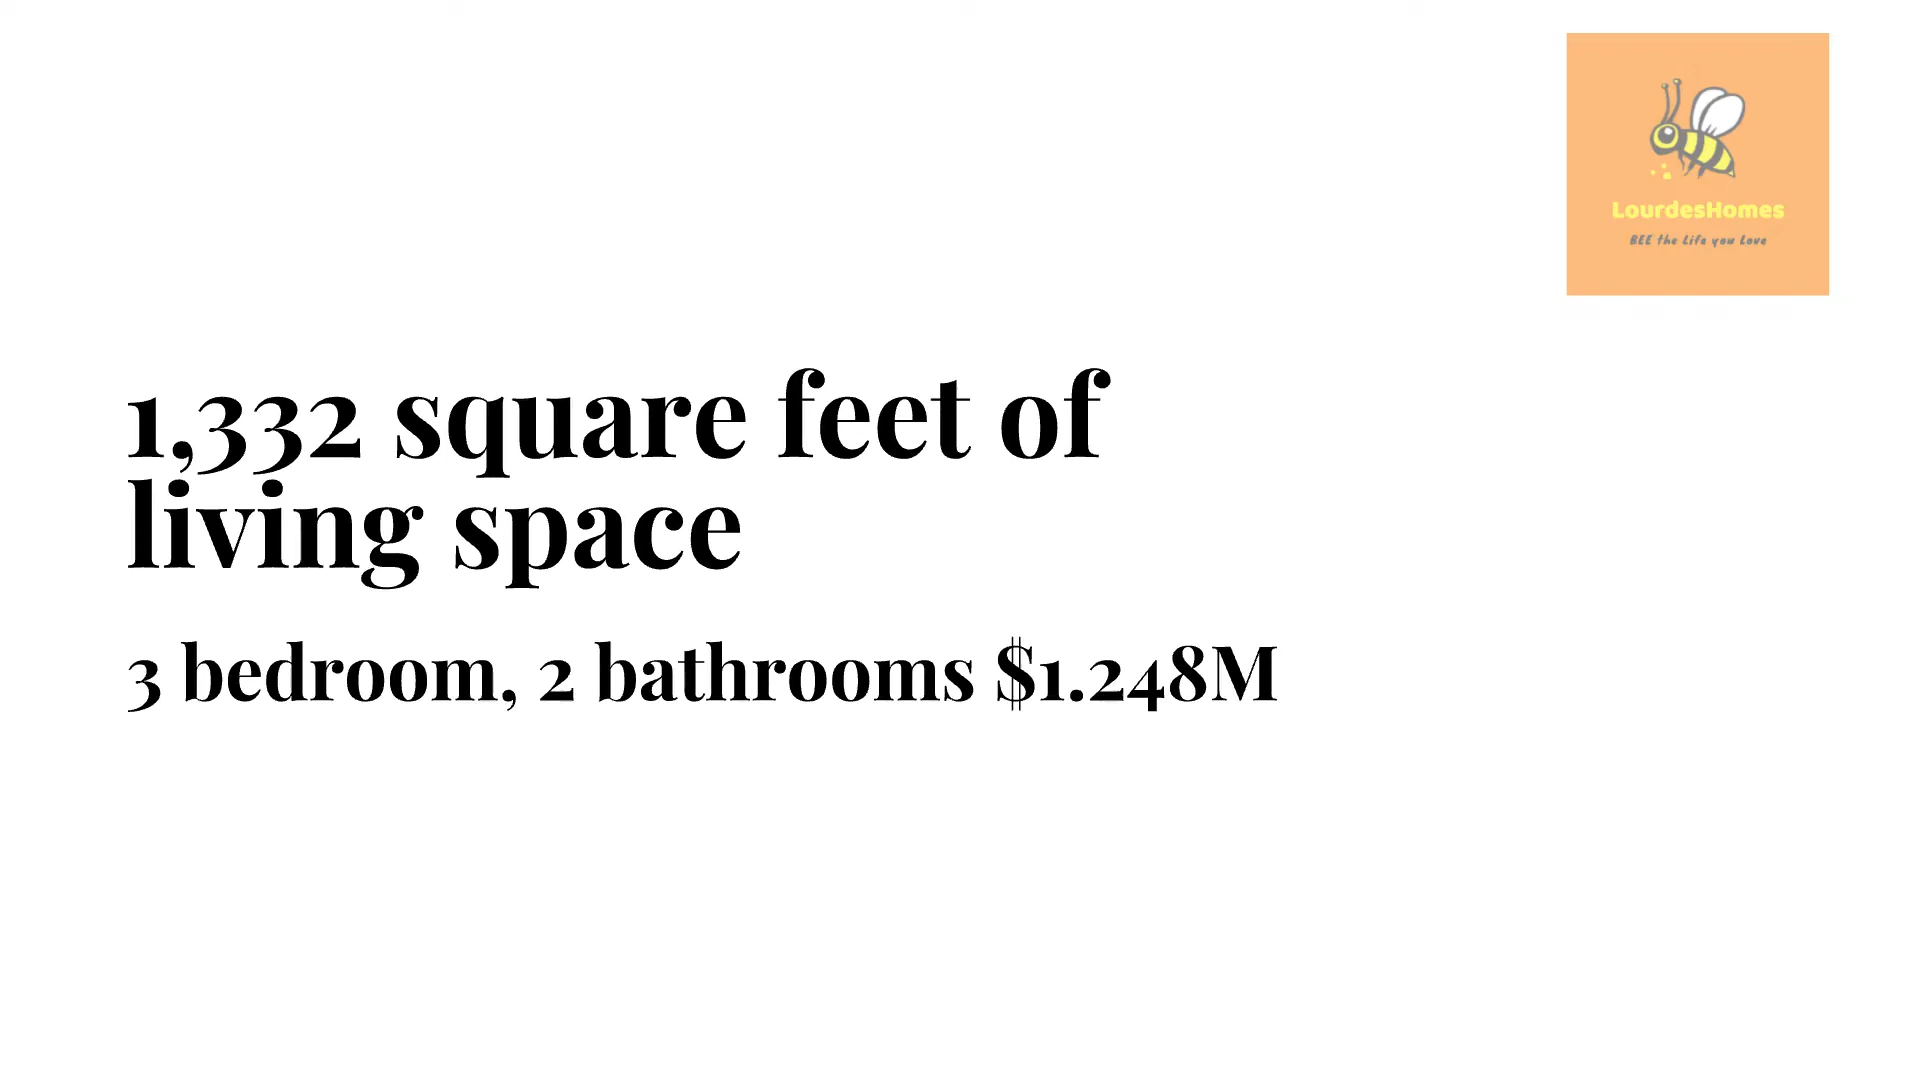 LourdesHomes
BEE the Life you Love
1,332 square feet of
living space
3 bedroom, 2 bathrooms $1.248M